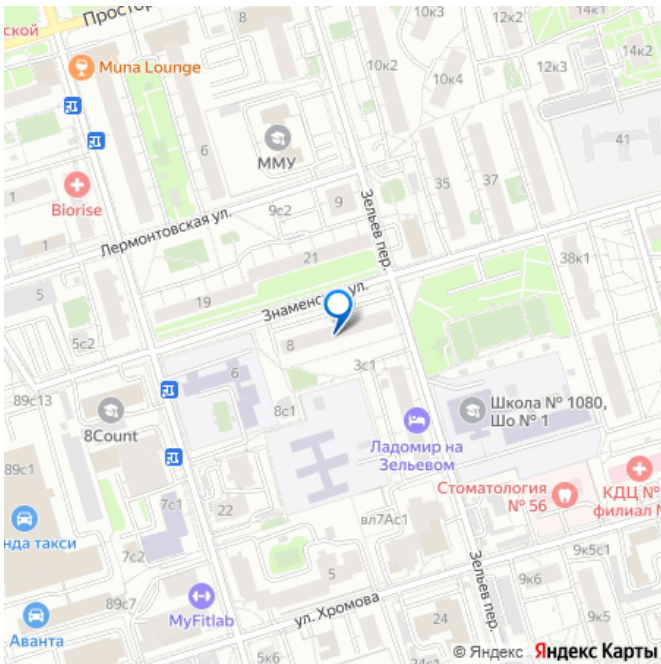 ской
Простор
8
10к3
12к2
14к1
Muna Lounge
10к2
12к3
14к2
10к4
ММУ
6
41
1
Biorise
35
37
9с2
9
Лермонтовская ул.
Зельев пер.
1
21
38к1
5
19
Знаменская ул.
5с2
8
3с1
6
89с13
8с1
8Count
Школа № 1080,
Шо № 1
Ладомир на
Зельевом
89с1
Стоматология
№ 56
КДЦ №
филиал №
7с1
22
вл7Ас1
нда такси
7с2
5
9к5с1
89с7
MyFitlab
ул. Хромова
Зельев пер.
9к6
Аванта
24
9к5
5к6
© Яндекс Яндекс Карты